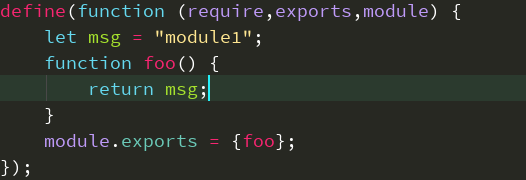 define(function (require,exports,module) {
    let msg = "module1";
    function foo() {
        return msg;
    }
    module.exports = {foo};
});